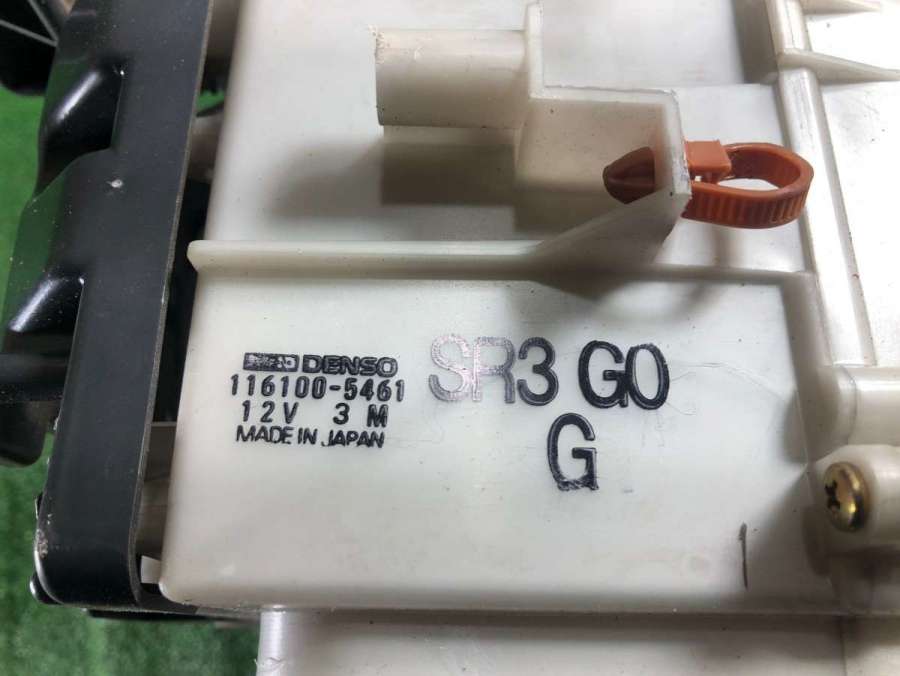 DENSO
116100-5461
12V 3 M
MADE IN JAPAN
SR3 G0
G